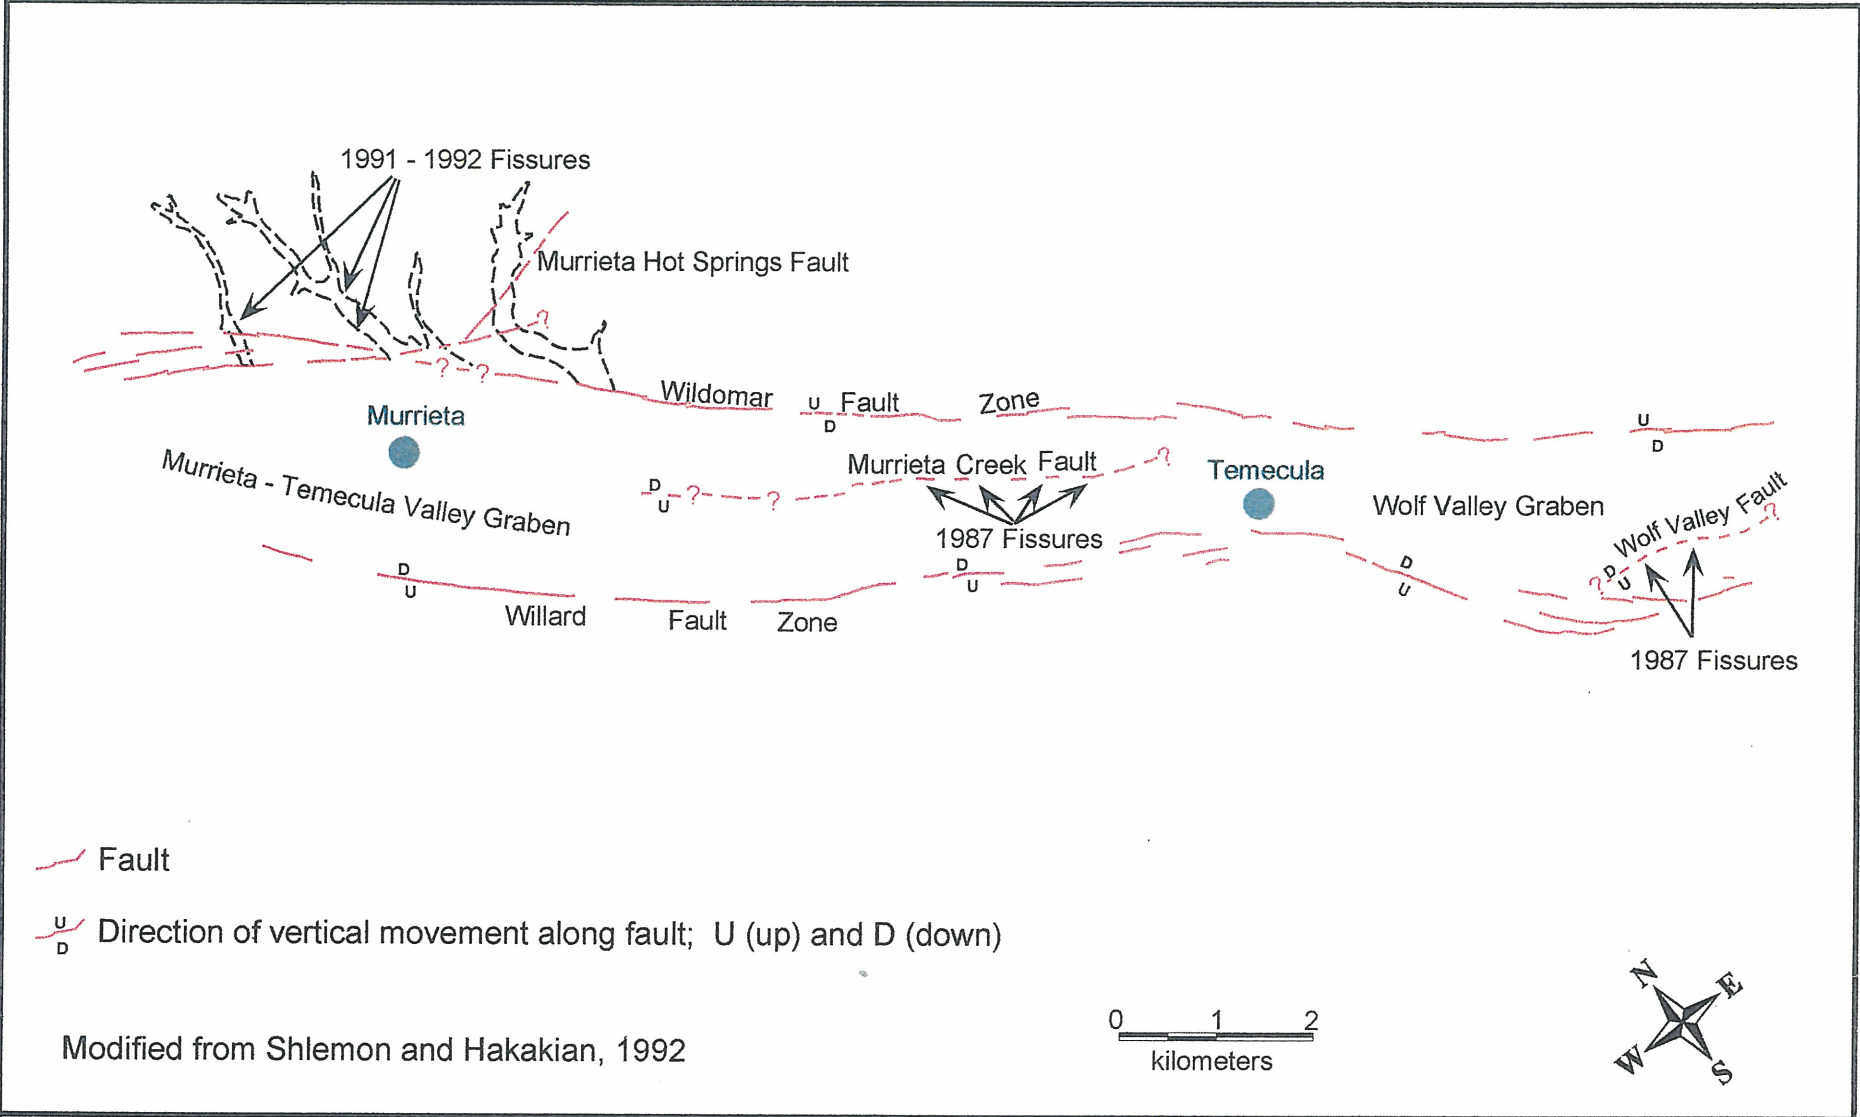 1991 - 1992 Fissures
Murrieta Hot Springs Fault
?
? ?
Wildomar Fault Zone
U
D
U
D
Murrieta
Murrieta - Temecula Valley Graben
Murrieta Creek Fault ?
D
U
? ?
1987 Fissures
Temecula
Wolf Valley Graben
Wolf Valley Fault
?
?
D
U
D
U
D
U
D
U
Willard Fault Zone
1987 Fissures
Fault
U
D
Direction of vertical movement along fault; U (up) and D (down)
Modified from Shlemon and Hakakian, 1992
0 1 2
kilometers
N
E
W
S